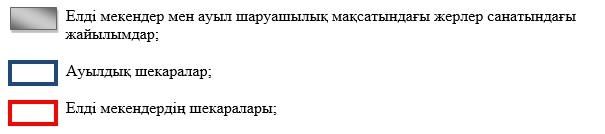 Елді мекендер мен ауыл шаруашылық мақсатындағы жерлер санатындағы
жайылымдар;
Ауылдық шекаралар;
Елді мекендердің шекаралары;